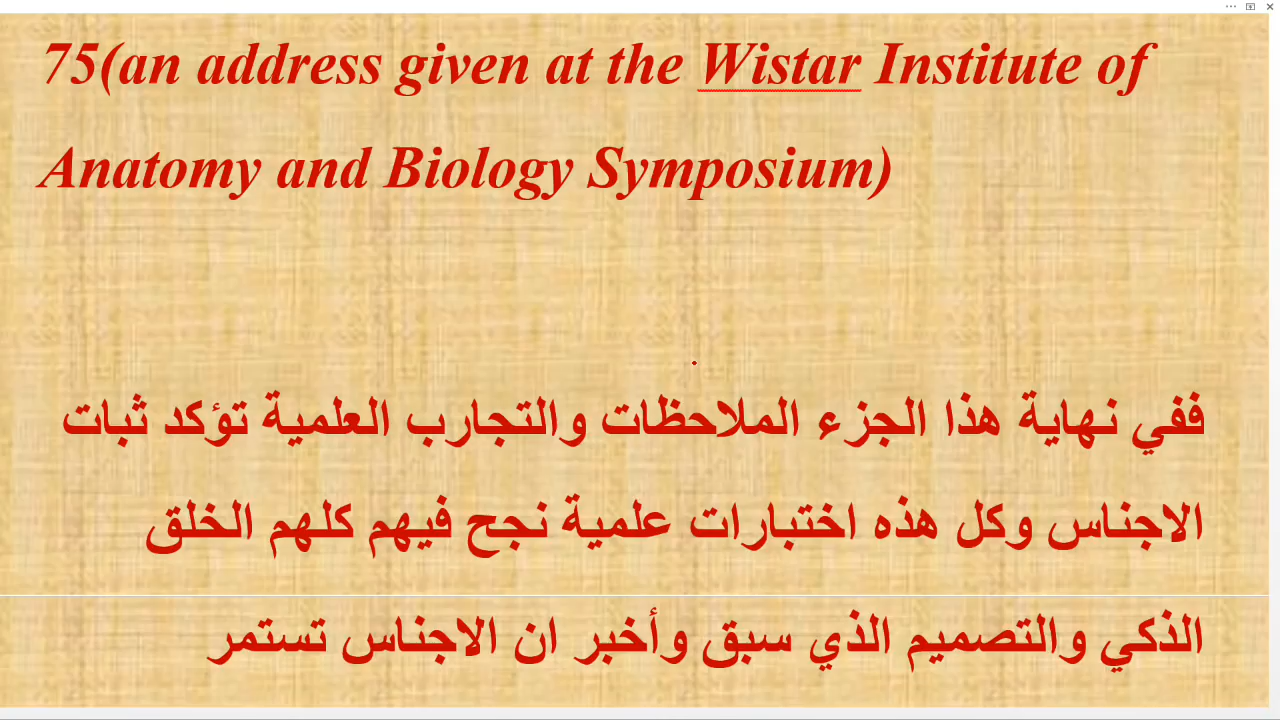 75(an address given at the Wistar Institute of
Anatomy and Biology Symposium)
ففي نهاية هذا الجزء الملاحظات والتجارب العلمية تؤكد ثبات
الاجناس وكل هذه اختبارات علمية نجح فيهم كلهم الخلق
الذكي والتصميم الذي سبق وأخبر ان الاجناس تستمر